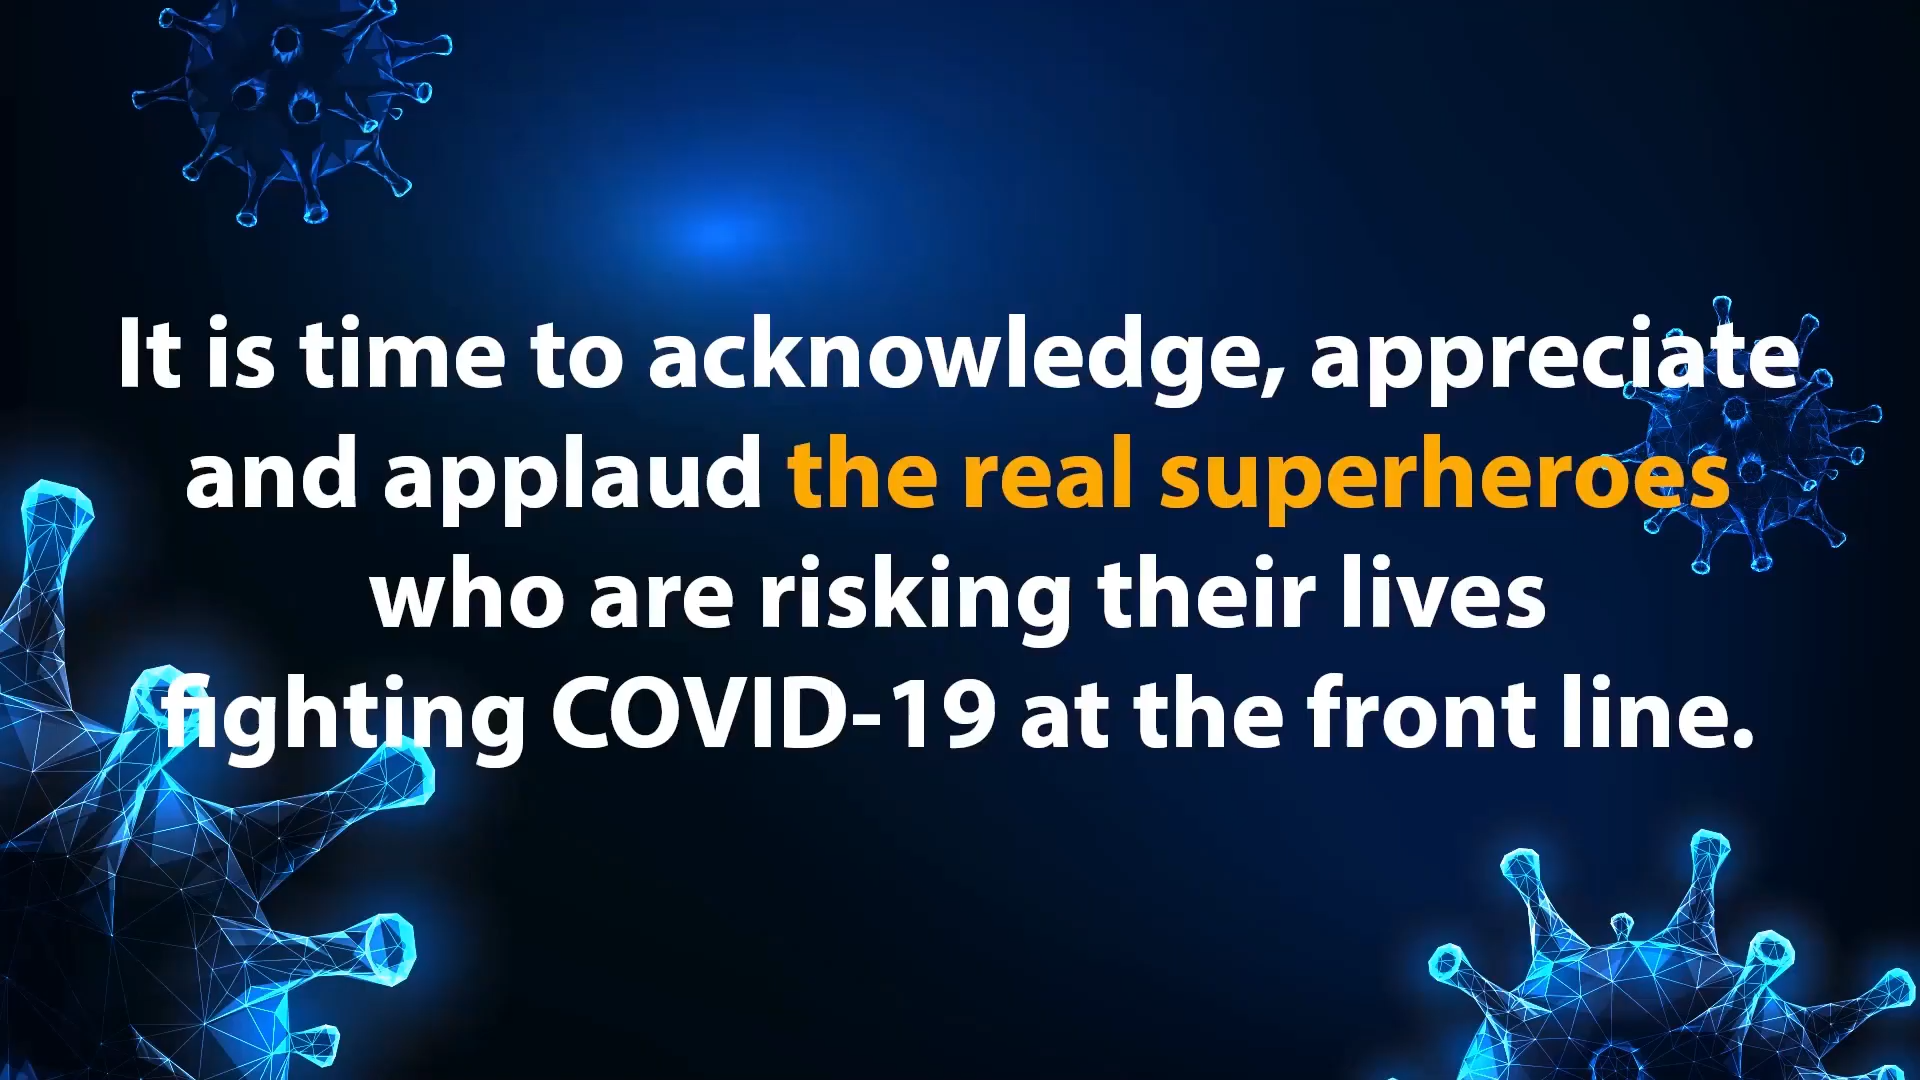 It is time to acknowledge, appreciate
and applaud the real superheroes
who are risking their lives
fighting COVID-19 at the front line.